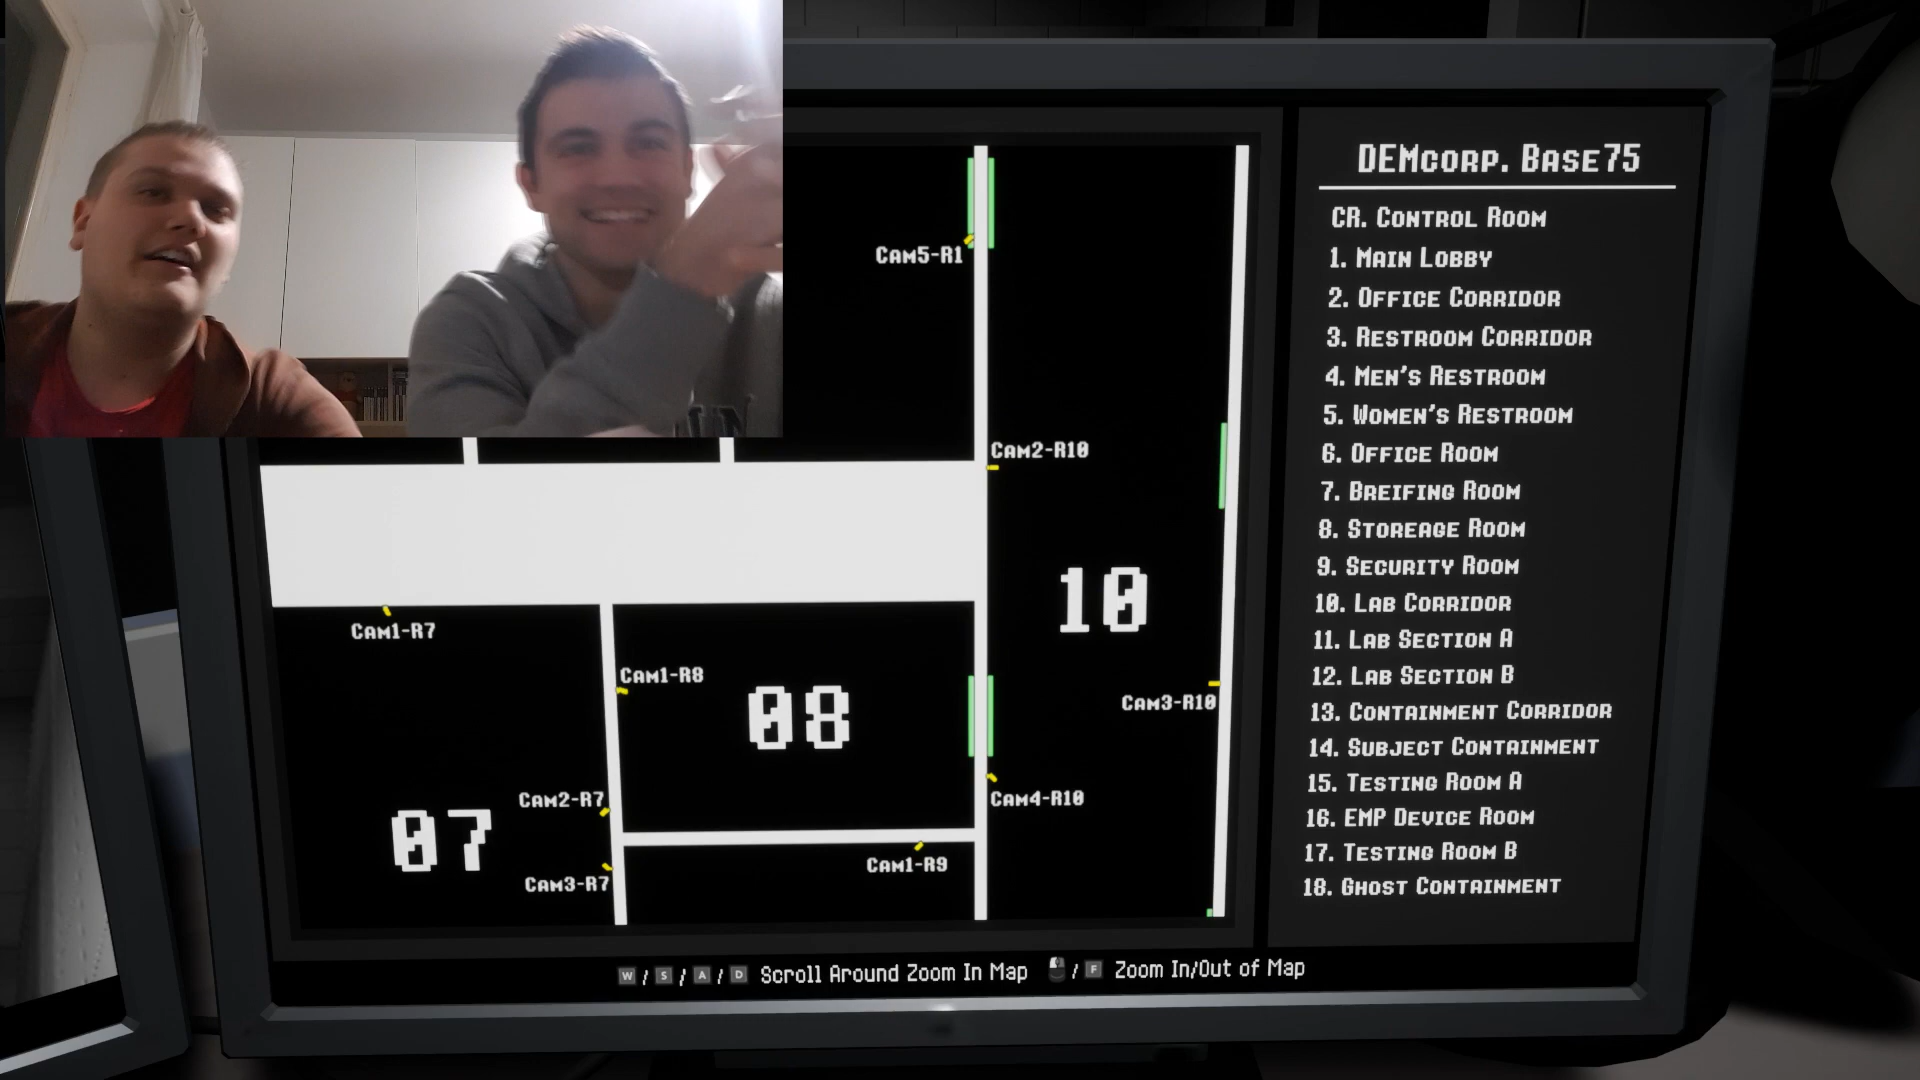 DEMcorp. Base75
CR. Control Room
1. Main Lobby
2. Office Corridor
3. Restroom Corridor
4. Men's Restroom
5. Women's Restroom
6. Office Room
7. Breifing Room
8. Storeage Room
9. Security Room
10. Lab Corridor
11. Lab Section A
12. Lab Section B
13. Containment Corridor
14. Subject Containment
15. Testing Room A
16. EMP Device Room
17. Testing Room B
18. Ghost Containment
Cam5-R1
Cam2-R10
10
Cam1-R7
Cam1-R8
08
Cam3-R10
Cam2-R7
Cam4-R10
07
Cam1-R9
Cam3-R7
W / S / A / D Scroll Around Zoom In Map / F Zoom In/Out of Map